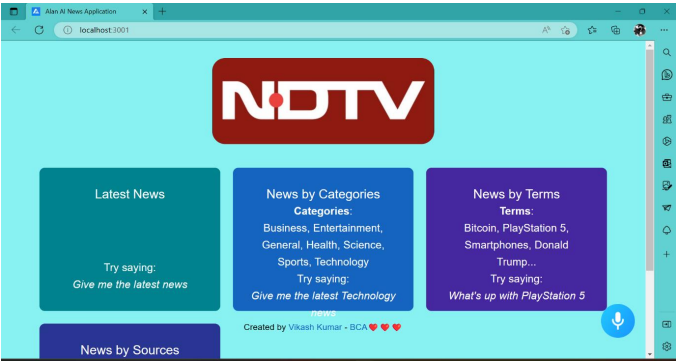 Alan AI News Application
localhost:3001
NDTV
Latest News
Try saying:
Give me the latest news
News by Categories
Categories:
Business, Entertainment,
General, Health, Science,
Sports, Technology
Try saying:
Give me the latest Technology
news
News by Terms
Terms:
Bitcoin, PlayStation 5,
Smartphones, Donald
Trump...
Try saying:
What's up with PlayStation 5
Created by Vikash Kumar - BCA
News by Sources